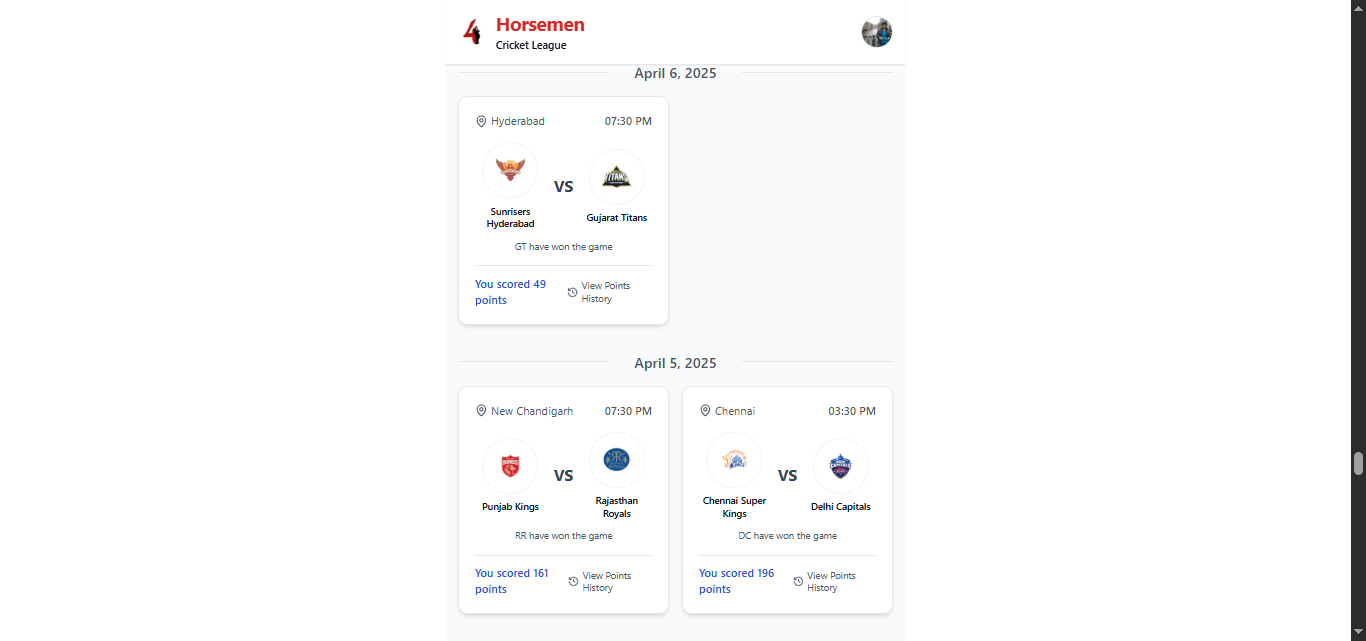 Horsemen
Cricket League
April 6, 2025
Hyderabad 07:30 PM
VS
TITANS
Sunrisers
Hyderabad
Gujarat Titans
GT have won the game
You scored 49
points
View Points
History
April 5, 2025
New Chandigarh 07:30 PM
VS
Punjab Kings
Rajasthan
Royals
RR have won the game
You scored 161
points
View Points
History
Chennai 03:30 PM
VS
CAPITALS
Chennai Super
Kings
Delhi Capitals
DC have won the game
You scored 196
points
View Points
History